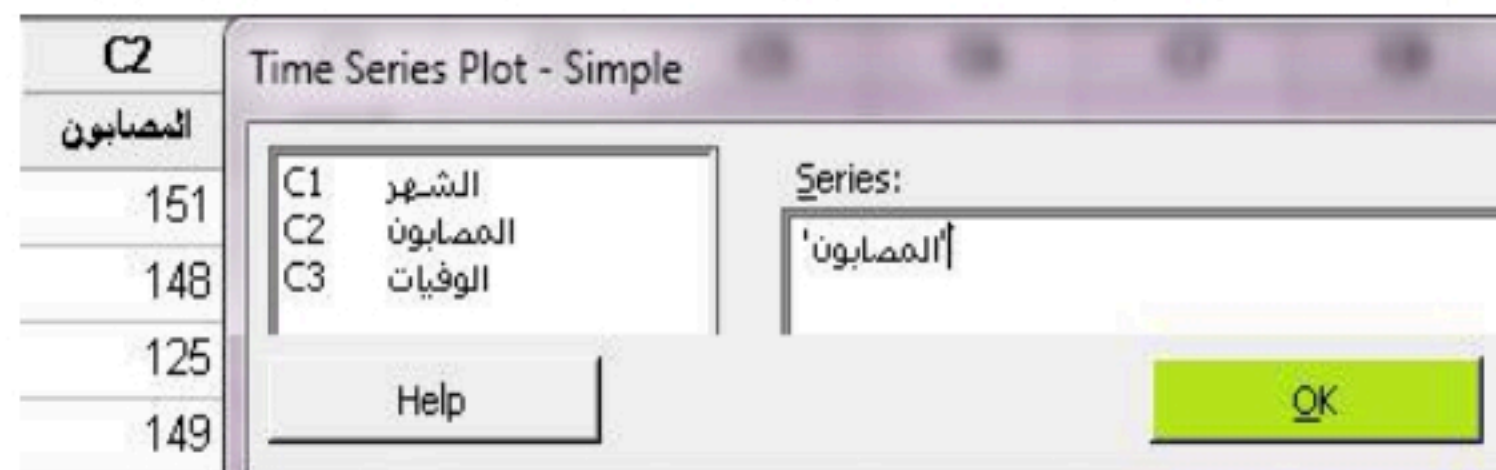 C2
المصابون
151
148
125
149
Time Series Plot - Simple
C1 الشهر
C2 المصابون
C3 الوفيات
Series:
'المصابون'
Help
OK